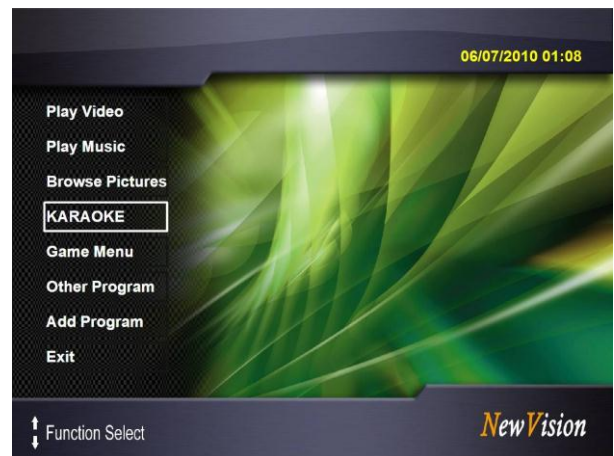 06/07/2010 01:08
Play Video
Play Music
Browse Pictures
KARAOKE
Game Menu
Other Program
Add Program
Exit
Function Select
NewVision